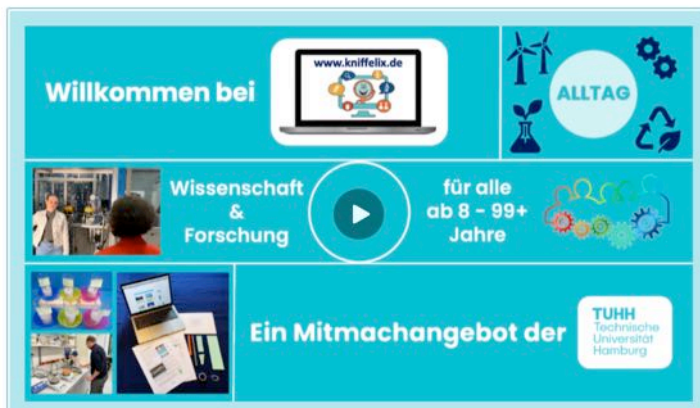 Willkommen bei
www.kniffelix.de
ALLTAG
Wissenschaft
&
Forschung
für alle
ab 8 - 99+
Jahre
Ein Mitmachangebot der
TUHH
Technische
Universität
Hamburg